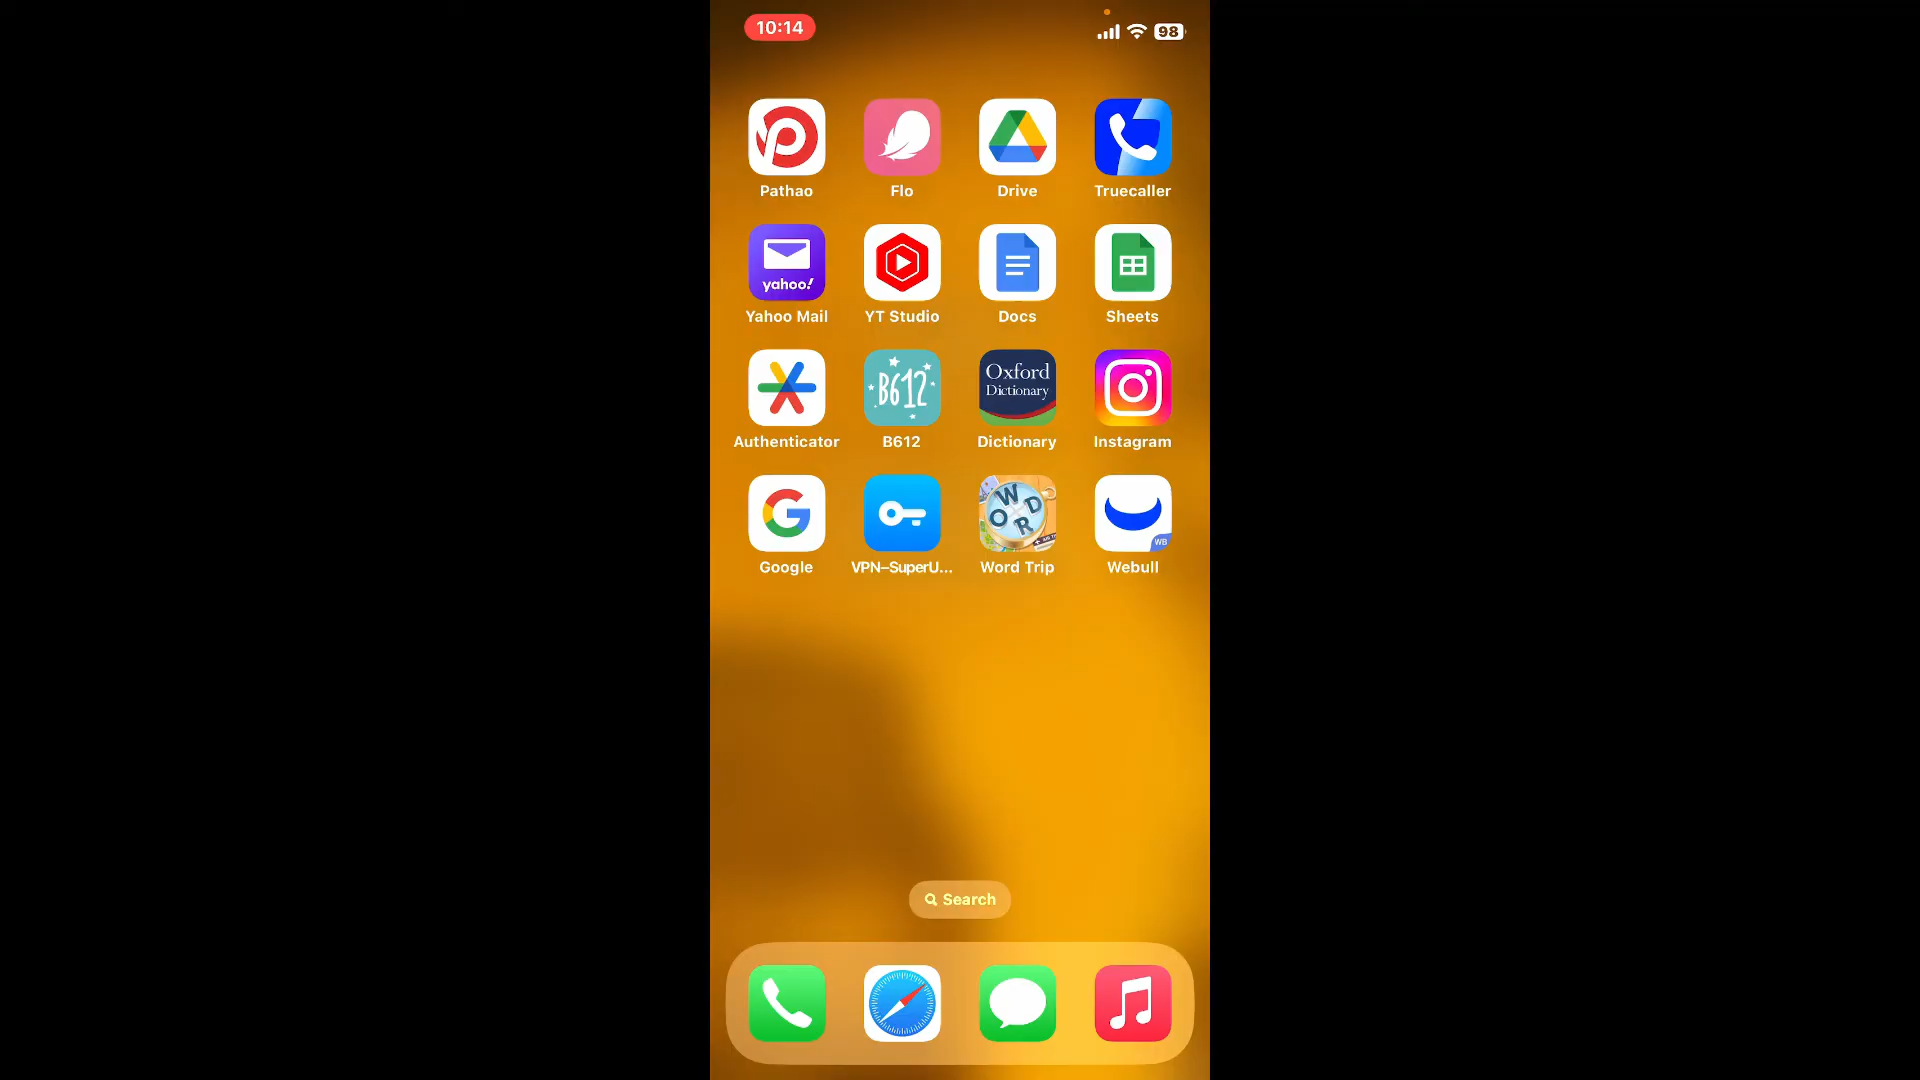 10:14
98
Pathao
Flo
Drive
Truecaller
yahoo!
Yahoo Mail
YT Studio
Docs
Sheets
B612
Oxford
Dictionary
Authenticator
B612
Dictionary
Instagram
G
W
O
R
D
WB
Google
VPN–SuperU...
Word Trip
Webull
Search